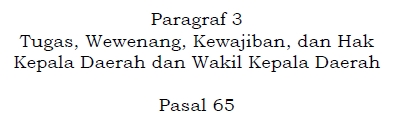 Paragraf 3
Tugas, Wewenang, Kewajiban, dan Hak
Kepala Daerah dan Wakil Kepala Daerah
Pasal 65